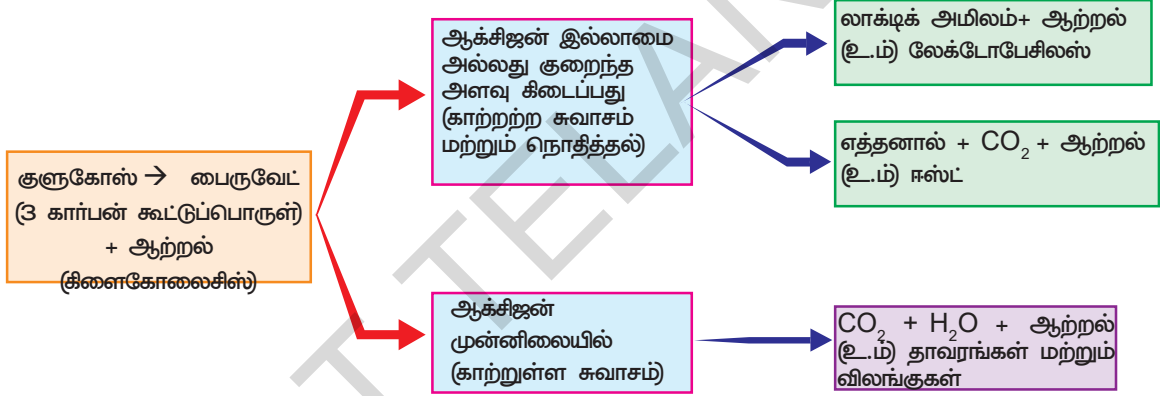 குளுகோஸ் → பைருவேட்
(3 கார்பன் கூட்டுப்பொருள்)
+ ஆற்றல்
(கிளைகோலைசிஸ்)
ஆக்சிஜன் இல்லாமை
அல்லது குறைந்த
அளவு கிடைப்பது
(காற்றற்ற சுவாசம்
மற்றும் நொதித்தல்)
லாக்டிக் அமிலம்+ ஆற்றல்
(உ.ம்) லேக்டோபேசிலஸ்
எத்தனால் + CO₂ + ஆற்றல்
(உ.ம்) ஈஸ்ட்
ஆக்சிஜன்
முன்னிலையில்
(காற்றுள்ள சுவாசம்)
CO₂ + H₂O + ஆற்றல்
(உ.ம்) தாவரங்கள் மற்றும்
விலங்குகள்